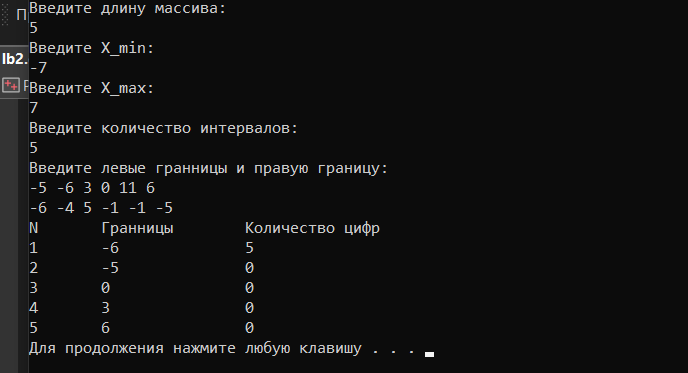 П
lb2.
Введите длину массива:
5
Введите X_min:
-7
Введите X_max:
7
Введите количество интервалов:
5
Введите левые гранницы и правую границу:
-5 -6 3 0 11 6
-6 -4 5 -1 -1 -5
N Гранницы Количество цифр
1 -6 5
2 -5 0
3 0 0
4 3 0
5 6 0
Для продолжения нажмите любую клавишу . . .